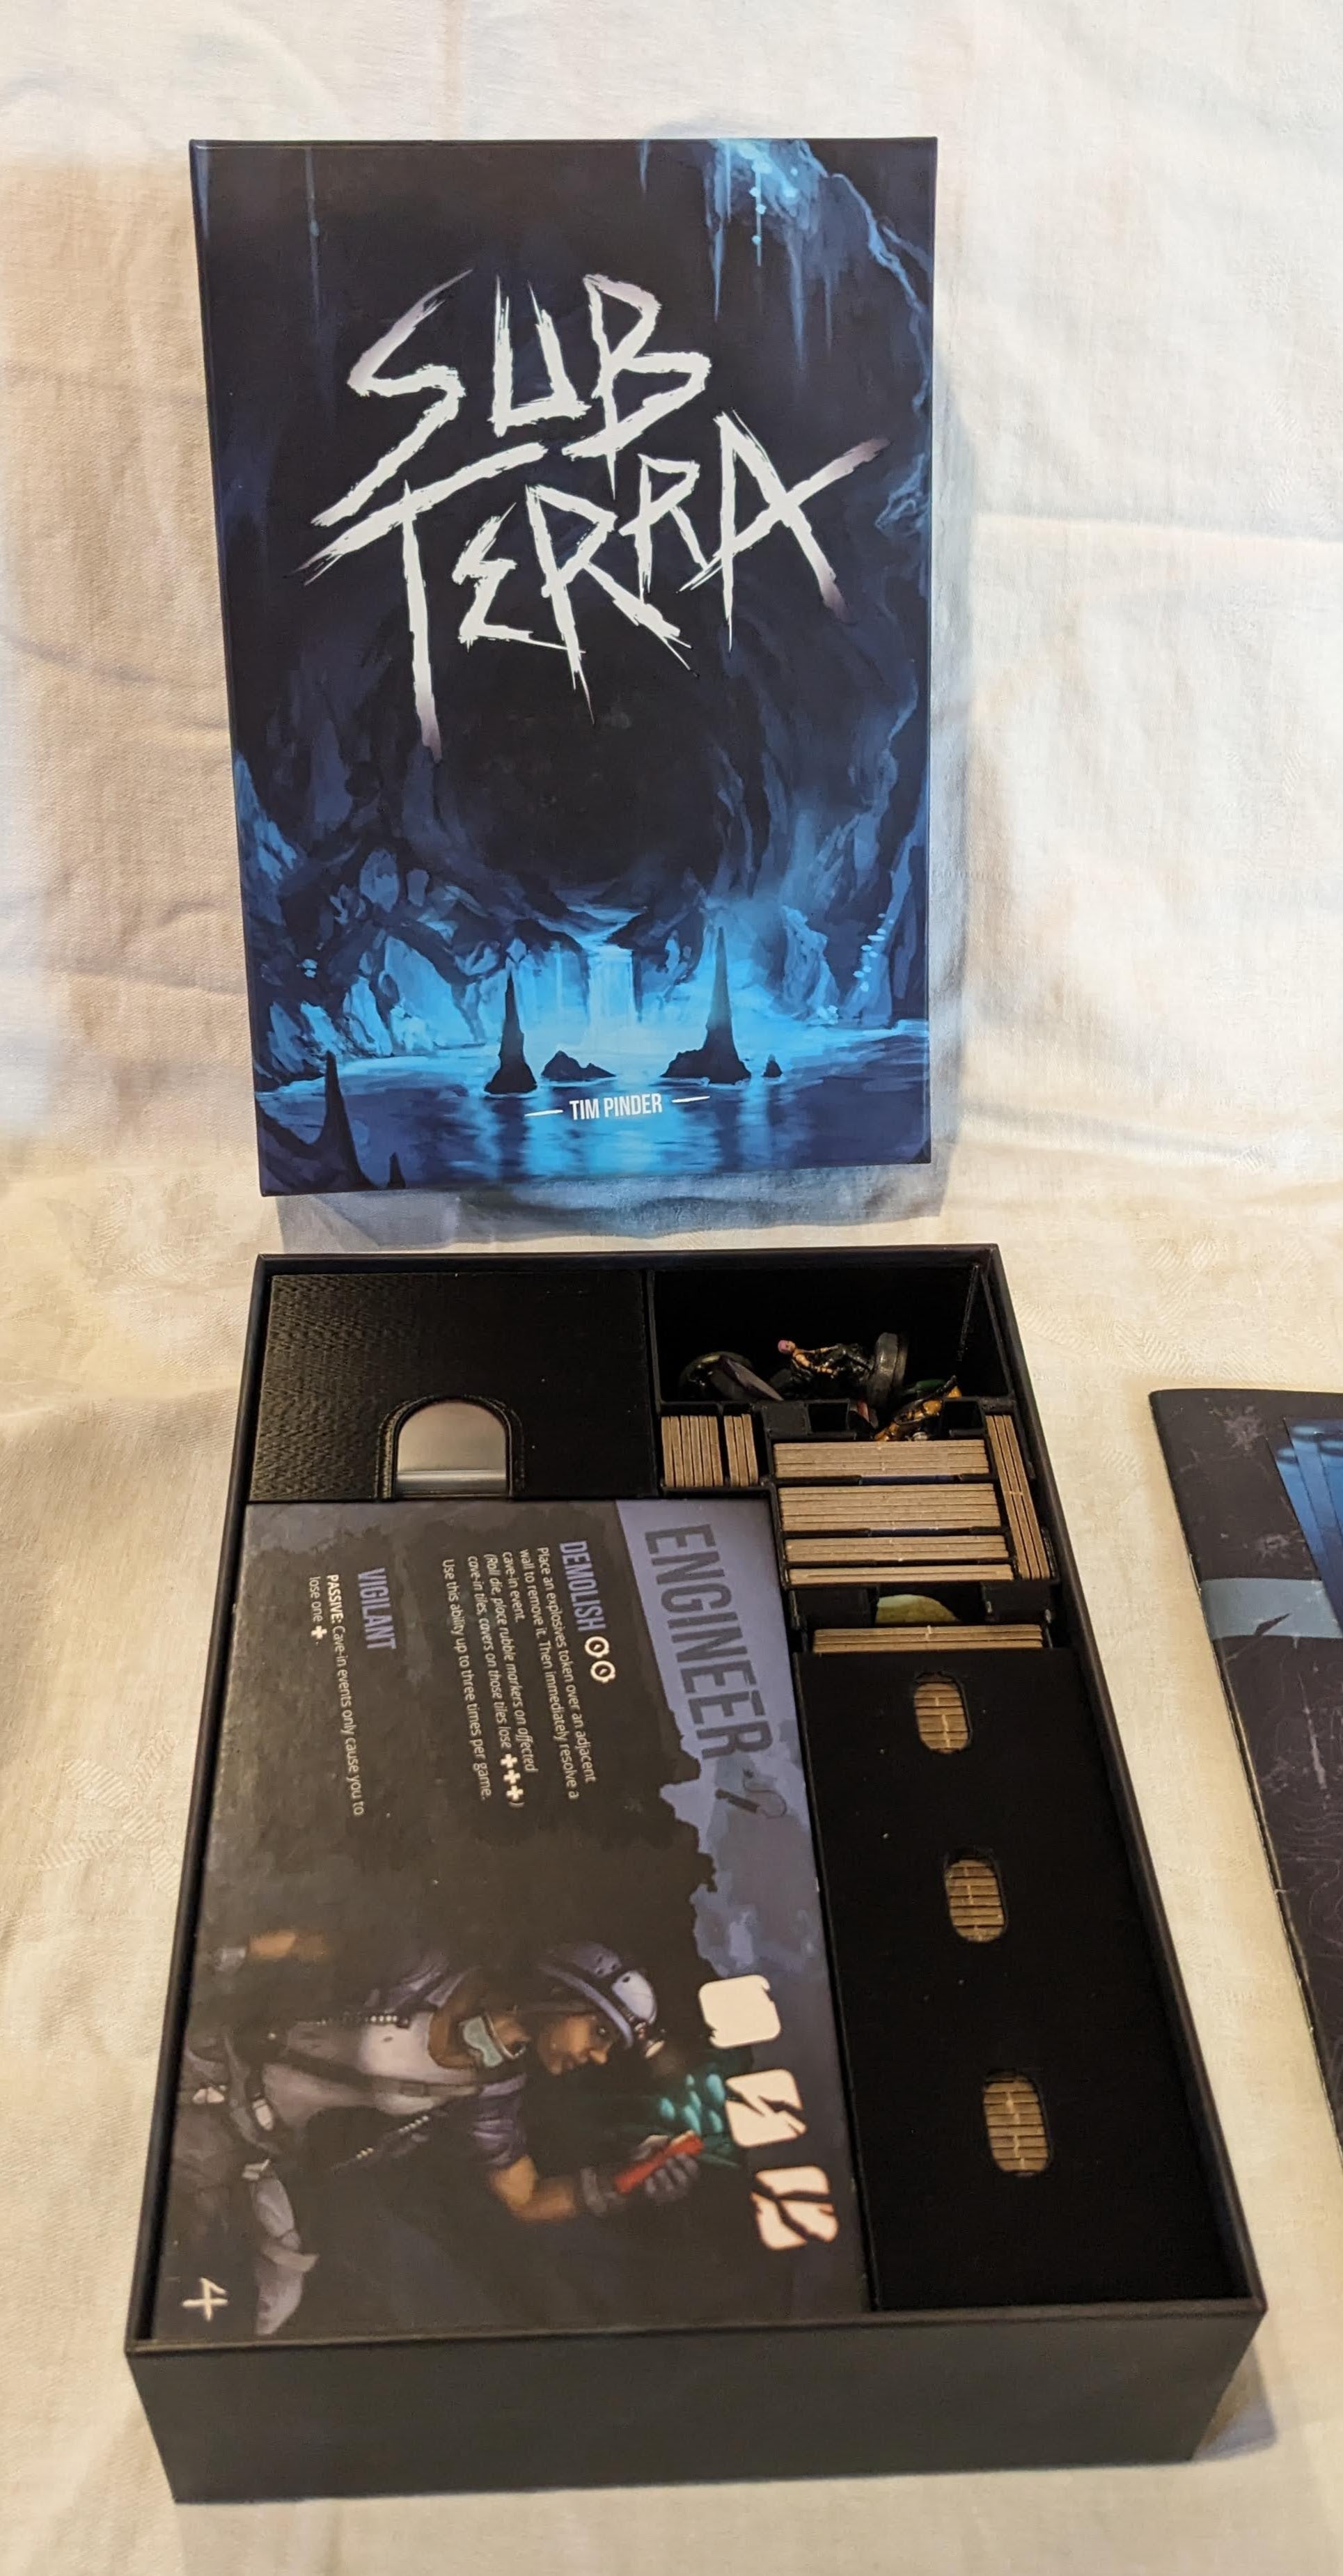 SUB
TERRA
TIM PINDER
ENGINEER
DEMOLISH
Place an explosives token over an adjacent
wall to remove it. Then immediately resolve a
cave-in event.
(Roll die, place rubble markers on affected
cave-in tiles, cavers on those tiles lose +++)
Use this ability up to three times per game.
VIGILANT
PASSIVE: Cave-in events only cause you to
lose one +.
4